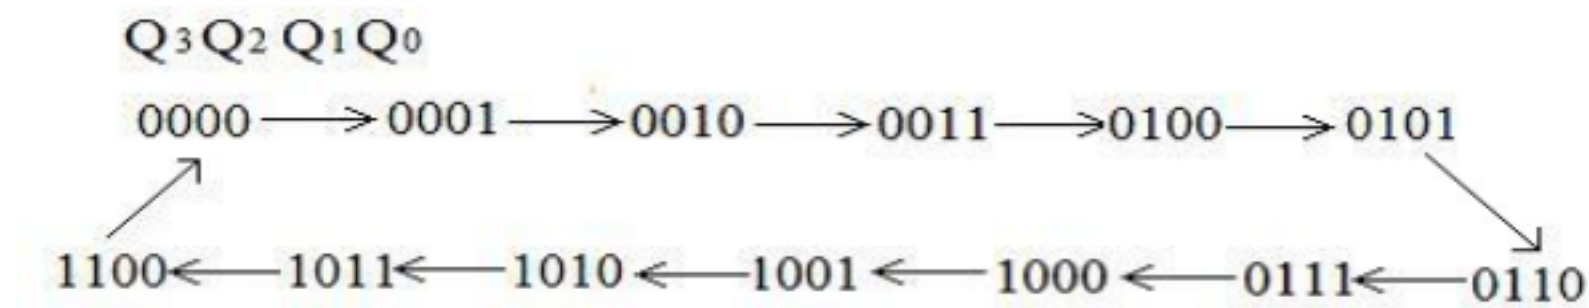 Q3Q2Q1Q0
0000 → 0001 → 0010 → 0011 → 0100 → 0101
1100 ← 1011 ← 1010 ← 1001 ← 1000 ← 0111 ← 0110